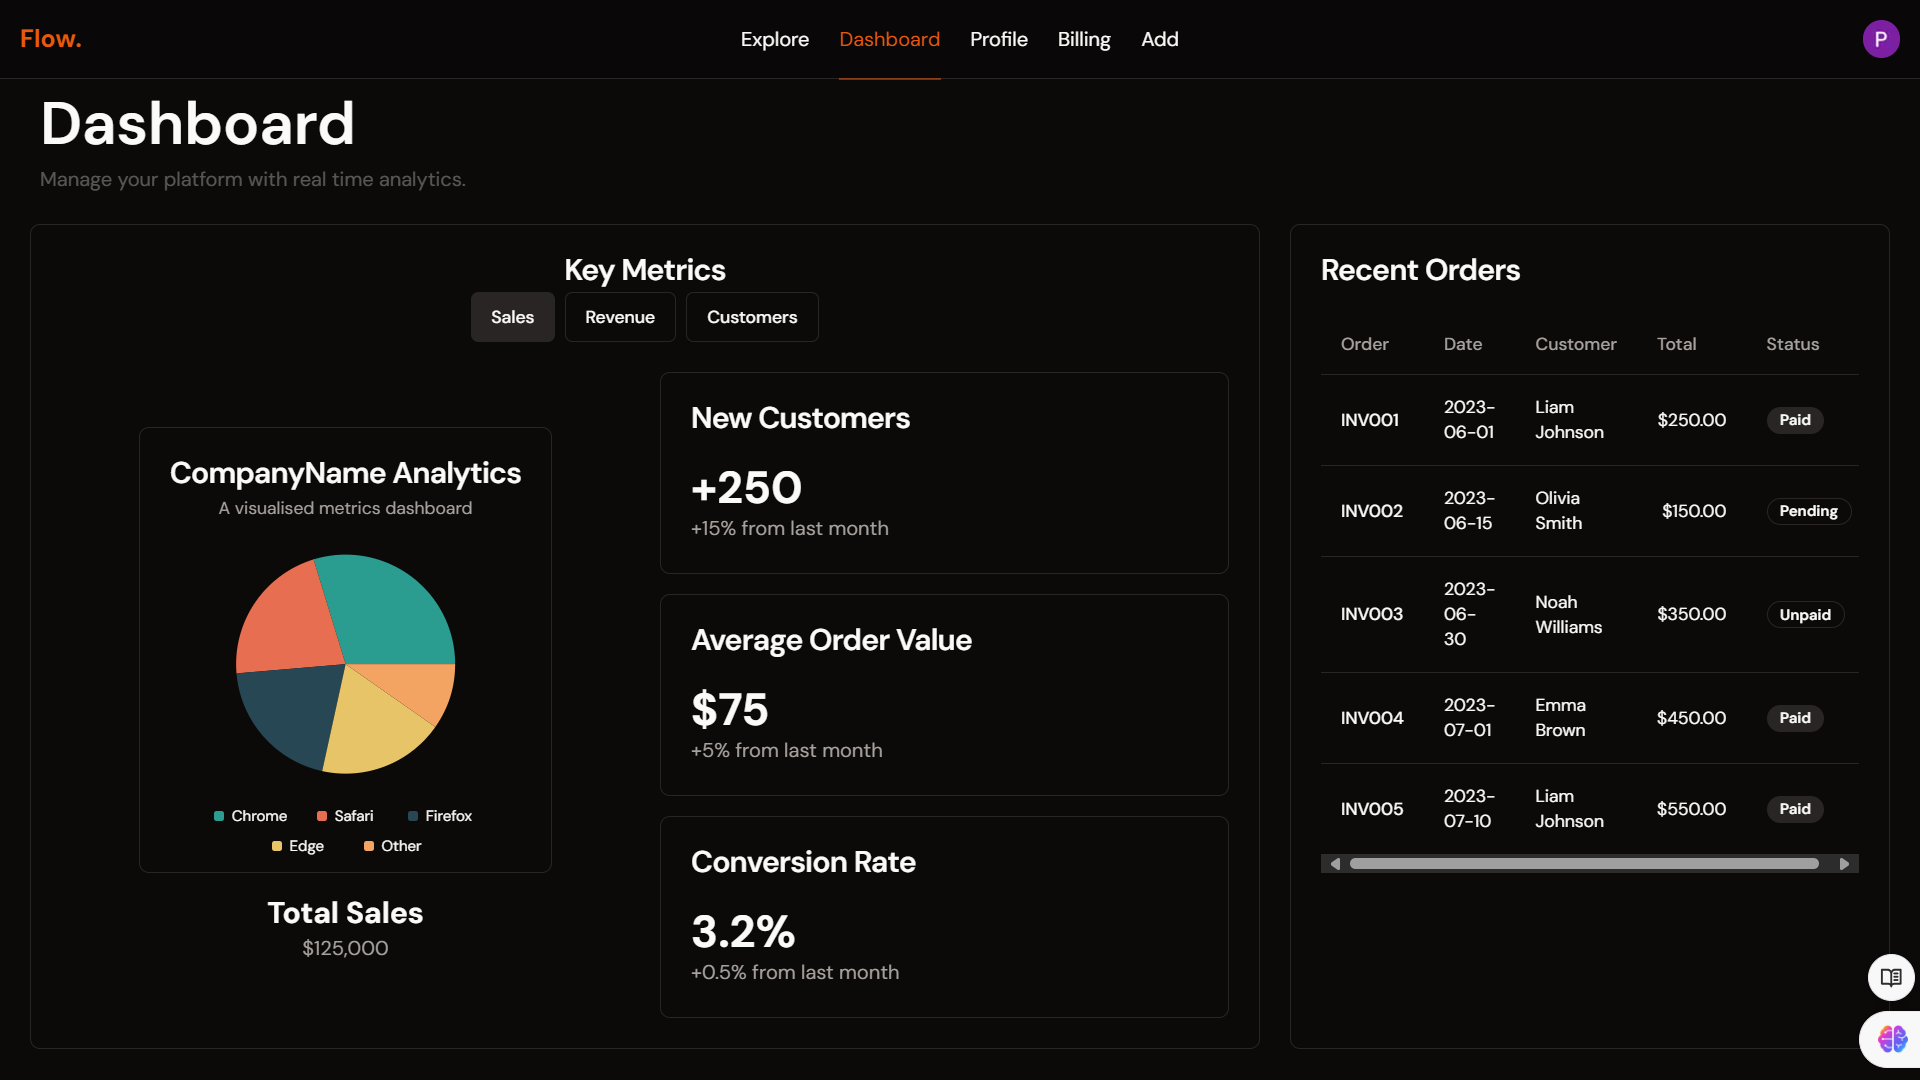 Flow.
Explore Dashboard Profile Billing Add
P
Dashboard
Manage your platform with real time analytics.
Key Metrics
Sales Revenue Customers
CompanyName Analytics
A visualised metrics dashboard
Chrome Safari Firefox
Edge Other
Total Sales
$125,000
New Customers
+250
+15% from last month
Average Order Value
$75
+5% from last month
Conversion Rate
3.2%
+0.5% from last month
Recent Orders
Order Date Customer Total Status
INV001 2023-06-01 Liam Johnson $250.00 Paid
INV002 2023-06-15 Olivia Smith $150.00 Pending
INV003 2023-06-30 Noah Williams $350.00 Unpaid
INV004 2023-07-01 Emma Brown $450.00 Paid
INV005 2023-07-10 Liam Johnson $550.00 Paid